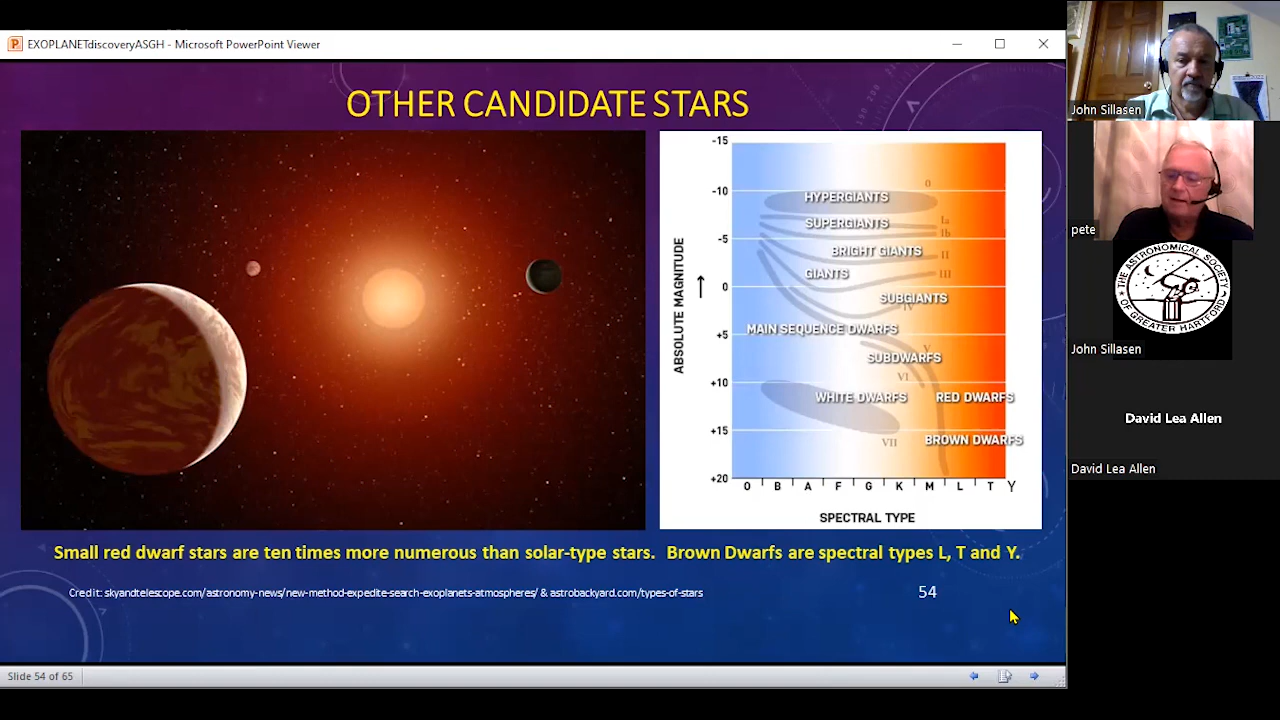 EXOPLANETdiscoveryASGH - Microsoft PowerPoint Viewer
OTHER CANDIDATE STARS
-15
-10
-5
0
+5
+10
+15
+20
ABSOLUTE MAGNITUDE
HYPERGIANTS
0
SUPERGIANTS
Ia
Ib
BRIGHT GIANTS
II
GIANTS
III
SUBGIANTS
IV
MAIN SEQUENCE DWARFS
V
SUBDWARFS
VI
WHITE DWARFS
RED DWARFS
VII
BROWN DWARFS
O B A F G K M L T Y
SPECTRAL TYPE
Small red dwarf stars are ten times more numerous than solar-type stars. Brown Dwarfs are spectral types L, T and Y.
Credit: skyandtelescope.com/astronomy-news/new-method-expedite-search-exoplanets-atmospheres/ & astrobackyard.com/types-of-stars
54
Slide 54 of 65
John Sillasen
pete
THE ASTRONOMICAL SOCIETY
OF GREATER HARTFORD
John Sillasen
David Lea Allen
David Lea Allen